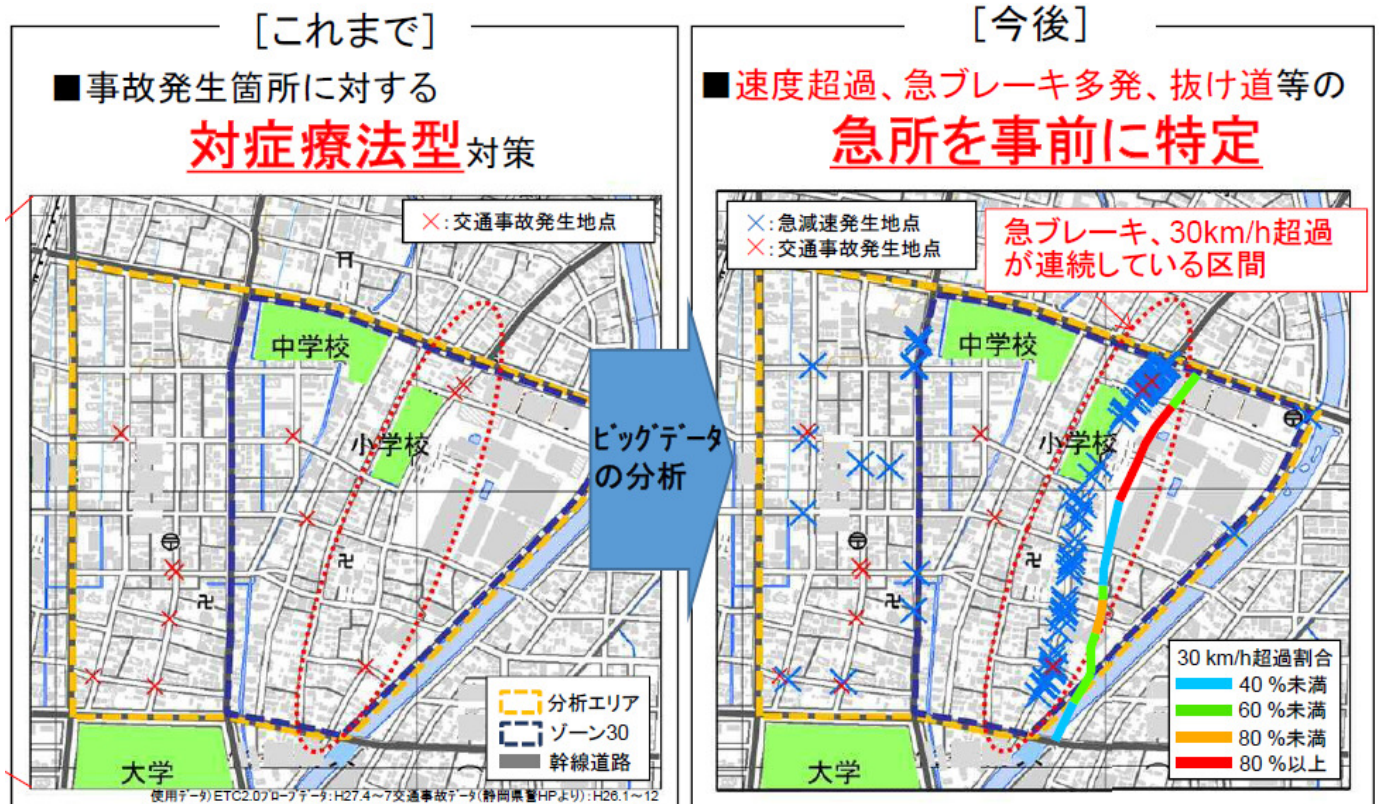 [これまで]
■事故発生箇所に対する
対症療法型対策
×:交通事故発生地点
中学校
小学校
大学
分析エリア
ゾーン30
幹線道路
使用データ)ETC2.0プローブデータ:H27.4～7交通事故データ(静岡県警HPより):H26.1～12
ビッグデータ
の分析
[今後]
■速度超過、急ブレーキ多発、抜け道等の
急所を事前に特定
×:急減速発生地点
×:交通事故発生地点
急ブレーキ、30km/h超過
が連続している区間
中学校
小学校
大学
30 km/h超過割合
40 %未満
60 %未満
80 %未満
80 %以上